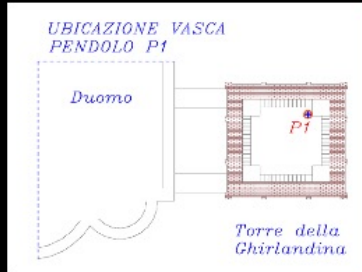 UBICAZIONE VASCA
PENDOLO P1
Duomo
P1
Torre della
Ghirlandina